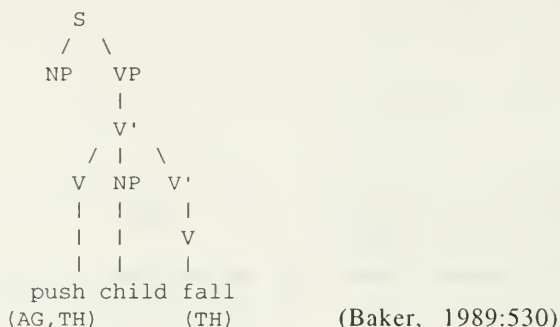 S
/ \
NP VP
|
V'
/ | \
V NP V'
| | |
| | V
| | |
push child fall
(AG,TH) (TH) (Baker, 1989:530)